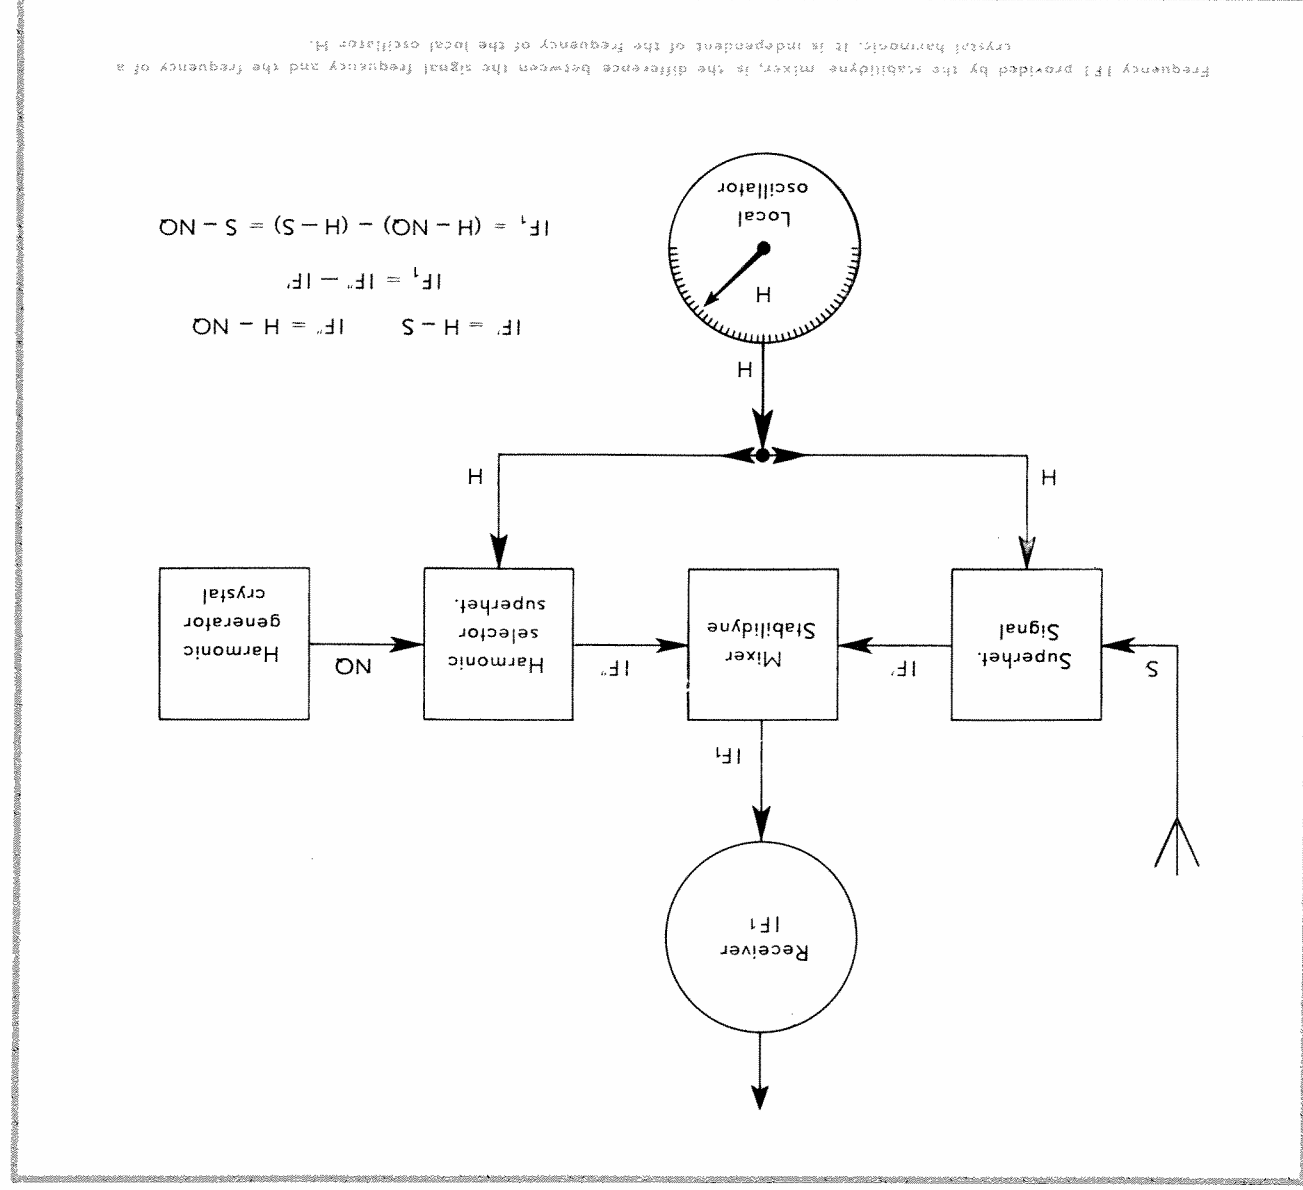 Receiver
IF1
IF₁
S
Superhet.
Signal
IF'
Mixer
Stabilidyne
IF"
Harmonic
selector
superhet.
NQ
Harmonic
generator
crystal
H
H
H
H
Local
oscillator
IF' = H − S IF" = H − NQ
IF₁ = IF" − IF'
IF₁ = (H − NQ) − (H − S) = S − NQ
Frequency IF1 provided by the stabilidyne mixer, is the difference between the signal frequency and the frequency of a
crystal harmonic. It is independent of the frequency of the local oscillator H.